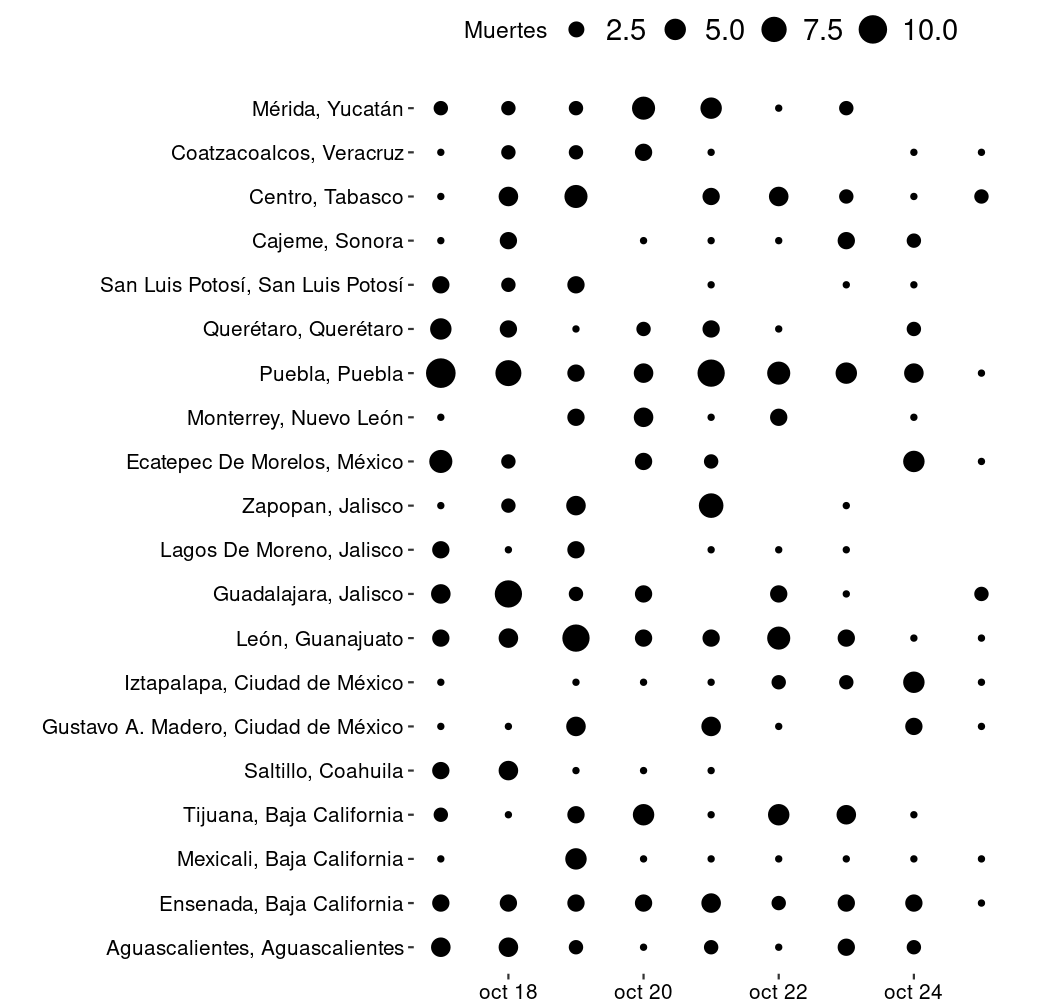 Muertes 2.5 5.0 7.5 10.0
Mérida, Yucatán
Coatzacoalcos, Veracruz
Centro, Tabasco
Cajeme, Sonora
San Luis Potosí, San Luis Potosí
Querétaro, Querétaro
Puebla, Puebla
Monterrey, Nuevo León
Ecatepec De Morelos, México
Zapopan, Jalisco
Lagos De Moreno, Jalisco
Guadalajara, Jalisco
León, Guanajuato
Iztapalapa, Ciudad de México
Gustavo A. Madero, Ciudad de México
Saltillo, Coahuila
Tijuana, Baja California
Mexicali, Baja California
Ensenada, Baja California
Aguascalientes, Aguascalientes
oct 18 oct 20 oct 22 oct 24